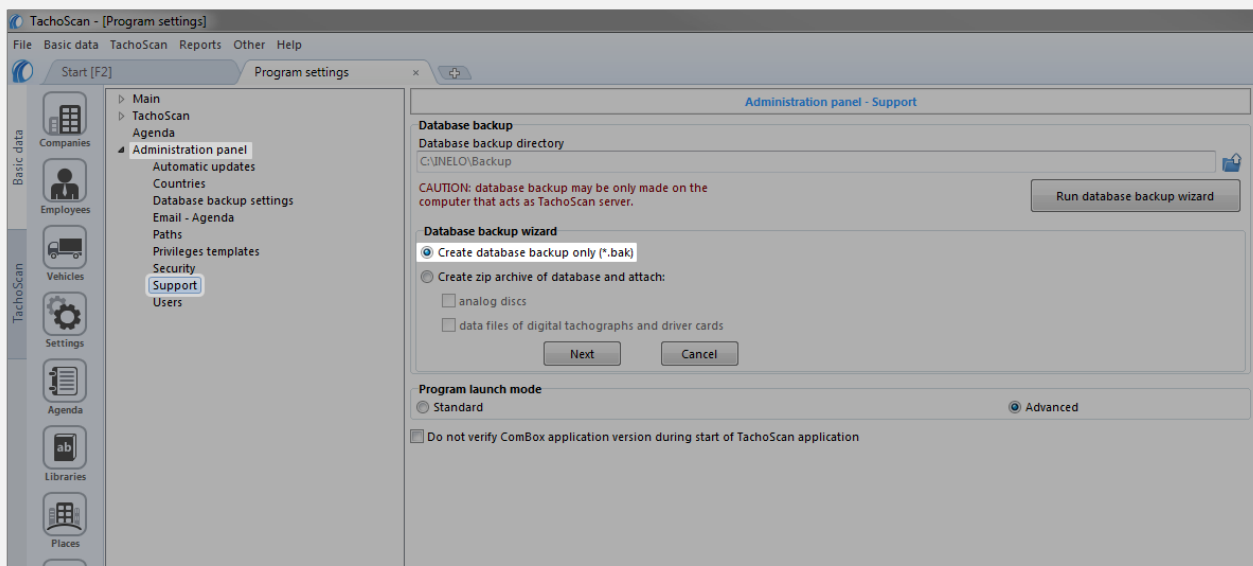 TachoScan - [Program settings]
File Basic data TachoScan Reports Other Help
Start [F2]
Program settings
Basic data
TachoScan
Companies
Employees
Vehicles
Settings
Agenda
ab
Libraries
Places
Main
TachoScan
Agenda
Administration panel
Automatic updates
Countries
Database backup settings
Email - Agenda
Paths
Privileges templates
Security
Support
Users
Administration panel - Support
Database backup
Database backup directory
C:\INELO\Backup
CAUTION: database backup may be only made on the
computer that acts as TachoScan server.
Run database backup wizard
Database backup wizard
Create database backup only (*.bak)
Create zip archive of database and attach:
analog discs
data files of digital tachographs and driver cards
Next Cancel
Program launch mode
Standard Advanced
Do not verify ComBox application version during start of TachoScan application